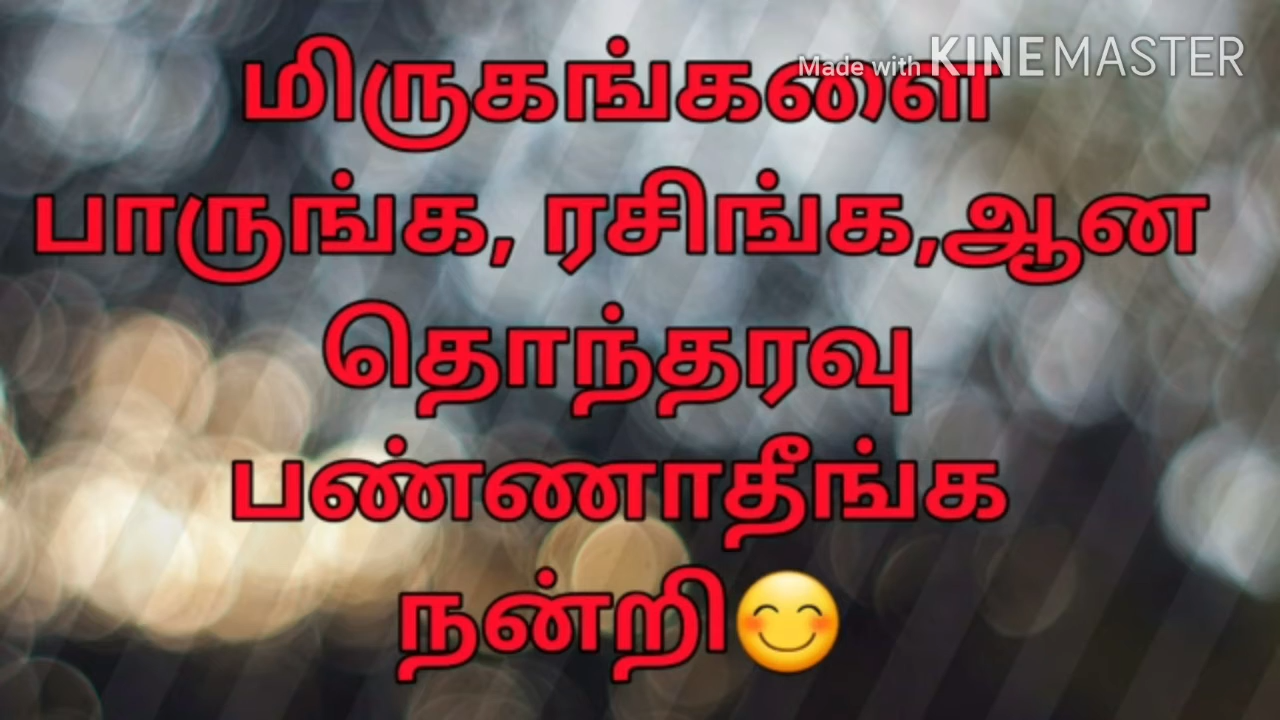 Made with KINEMASTER
மிருகங்களை
பாருங்க, ரசிங்க,ஆன
தொந்தரவு
பண்ணாதீங்க
நன்றி😊